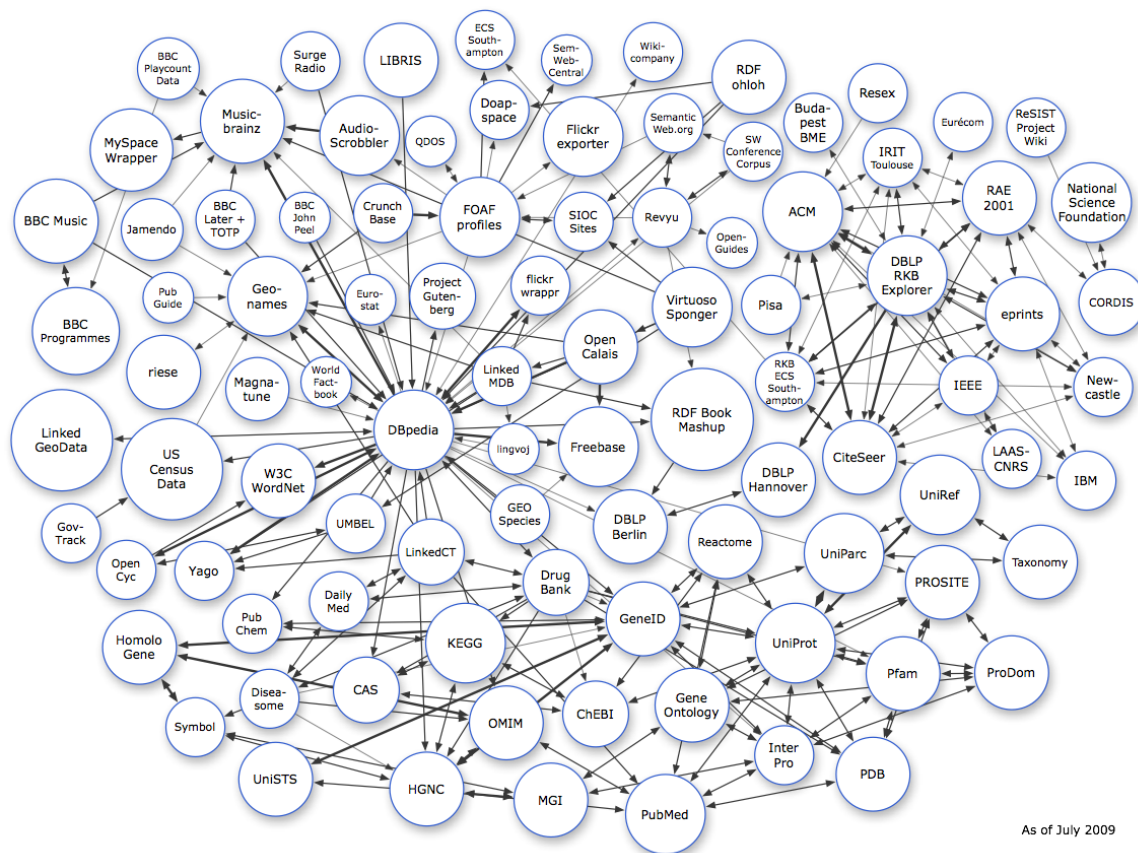 BBC
Playcount
Data
Surge
Radio
LIBRIS
ECS
South-
ampton
Sem-
Web-
Central
Wiki-
company
RDF
ohloh
Resex
Buda-
pest
BME
Eurécom
ReSIST
Project
Wiki
Music-
brainz
MySpace
Wrapper
Audio-
Scrobbler
QDOS
Doap-
space
Flickr
exporter
Semantic
Web.org
SW
Conference
Corpus
IRIT
Toulouse
RAE
2001
National
Science
Foundation
BBC Music
Jamendo
BBC
Later +
TOTP
BBC
John
Peel
Crunch
Base
FOAF
profiles
SIOC
Sites
Revyu
Open-
Guides
ACM
DBLP
RKB
Explorer
Pub
Guide
Geo-
names
Euro-
stat
Project
Guten-
berg
flickr
wrappr
Virtuoso
Sponger
Pisa
eprints
CORDIS
BBC
Programmes
riese
Magna-
tune
World
Fact-
book
Linked
MDB
Open
Calais
RKB
ECS
South-
ampton
IEEE
New-
castle
Linked
GeoData
US
Census
Data
W3C
WordNet
DBpedia
lingvoj
Freebase
RDF Book
Mashup
CiteSeer
LAAS-
CNRS
IBM
DBLP
Hannover
Gov-
Track
Open
Cyc
Yago
UMBEL
LinkedCT
GEO
Species
DBLP
Berlin
Reactome
UniParc
UniRef
Taxonomy
PROSITE
Daily
Med
Drug
Bank
Pub
Chem
Homolo
Gene
KEGG
GeneID
UniProt
Pfam
ProDom
Disea-
some
CAS
Symbol
OMIM
ChEBI
Gene
Ontology
Inter
Pro
PDB
UniSTS
HGNC
MGI
PubMed
As of July 2009